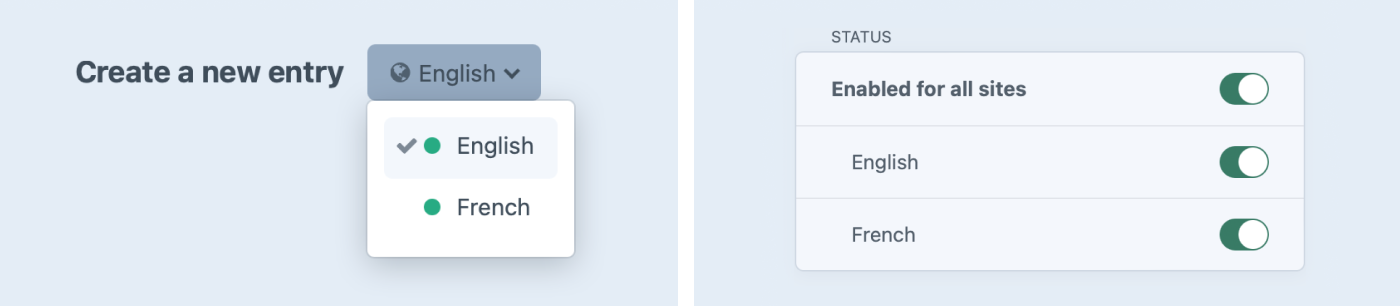 Create a new entry
English
English
French
STATUS
Enabled for all sites
English
French